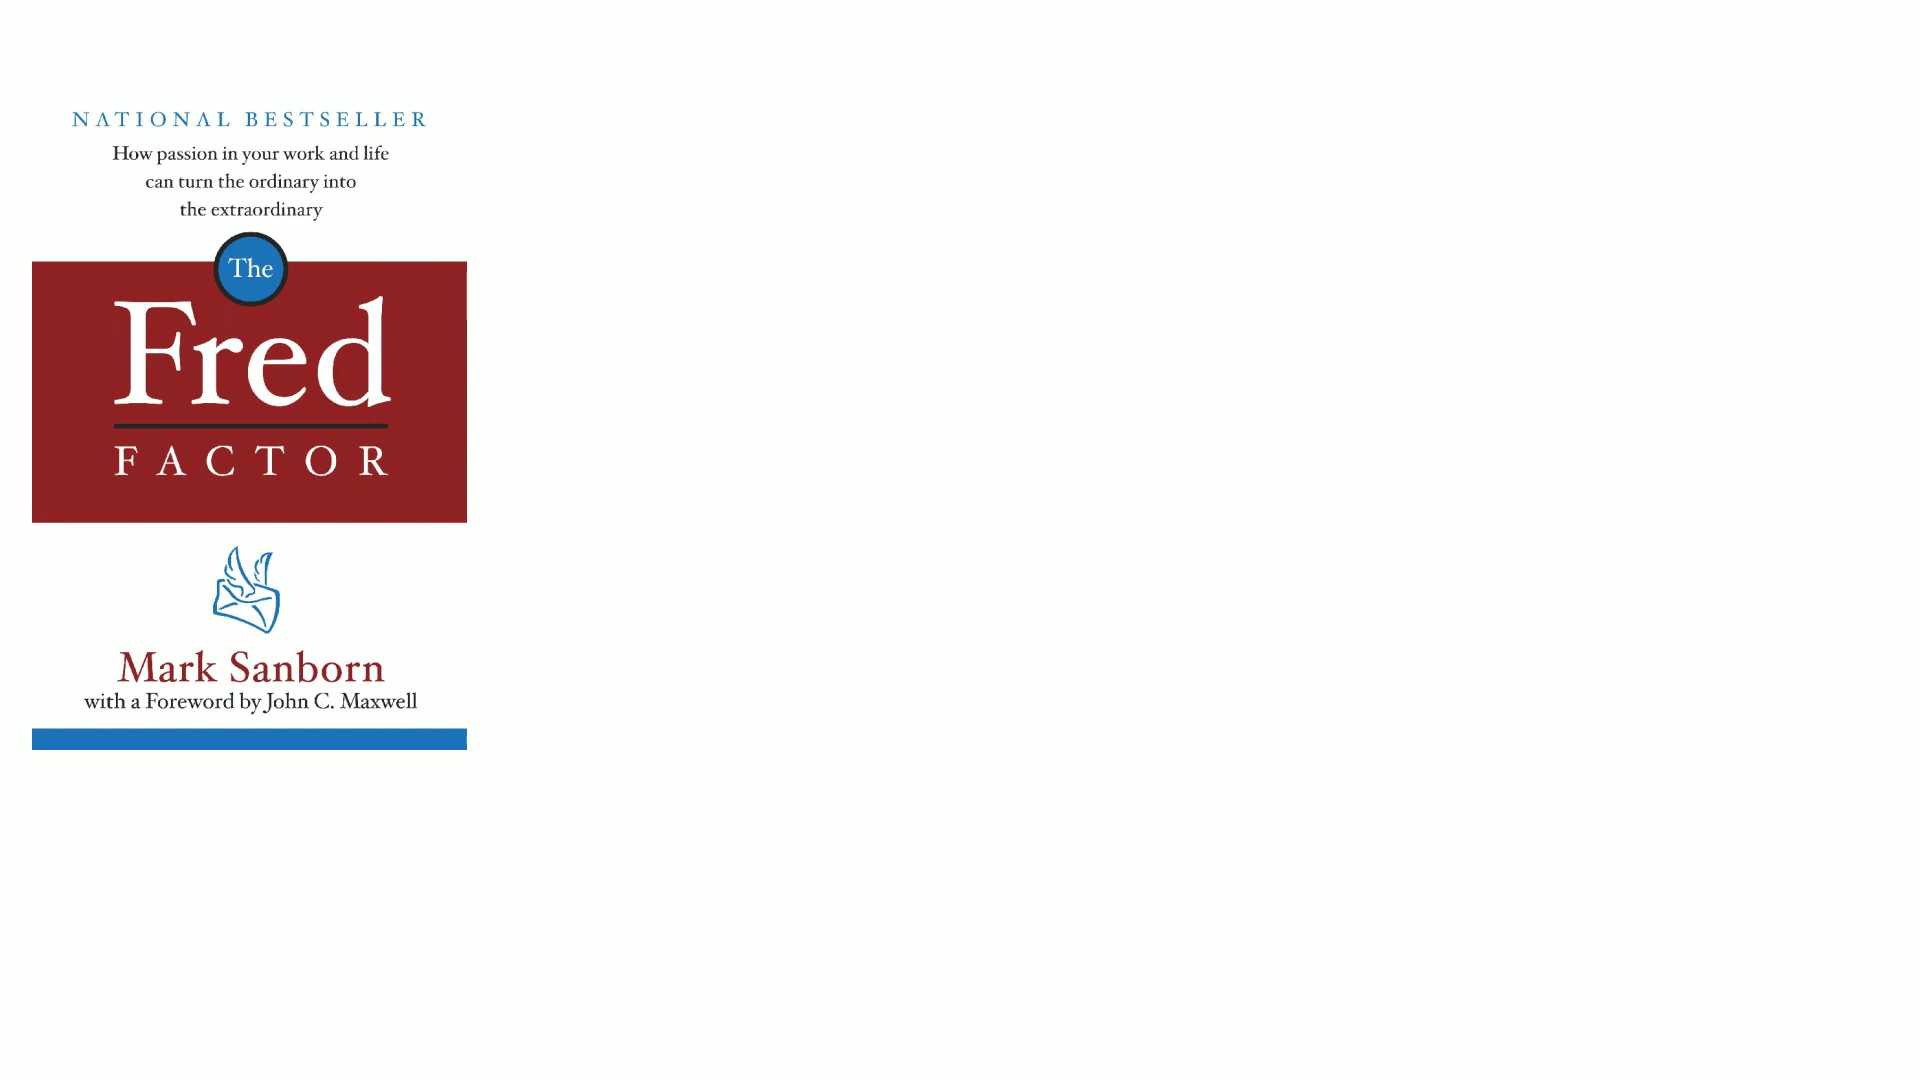 NATIONAL BESTSELLER
How passion in your work and life
can turn the ordinary into
the extraordinary
The
Fred
FACTOR
Mark Sanborn
with a Foreword by John C. Maxwell